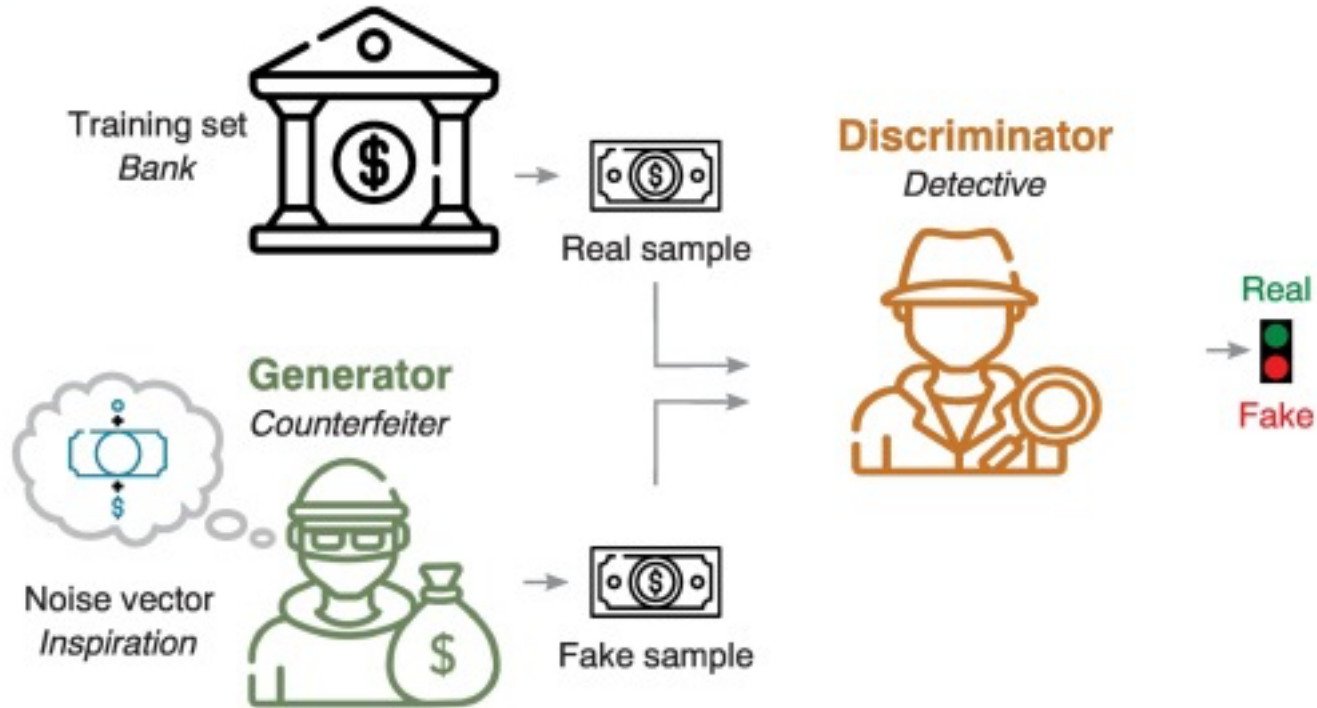 Training set
Bank
$
$
Real sample
Discriminator
Detective
Real
Fake
Generator
Counterfeiter
$
Noise vector
Inspiration
$
$
Fake sample